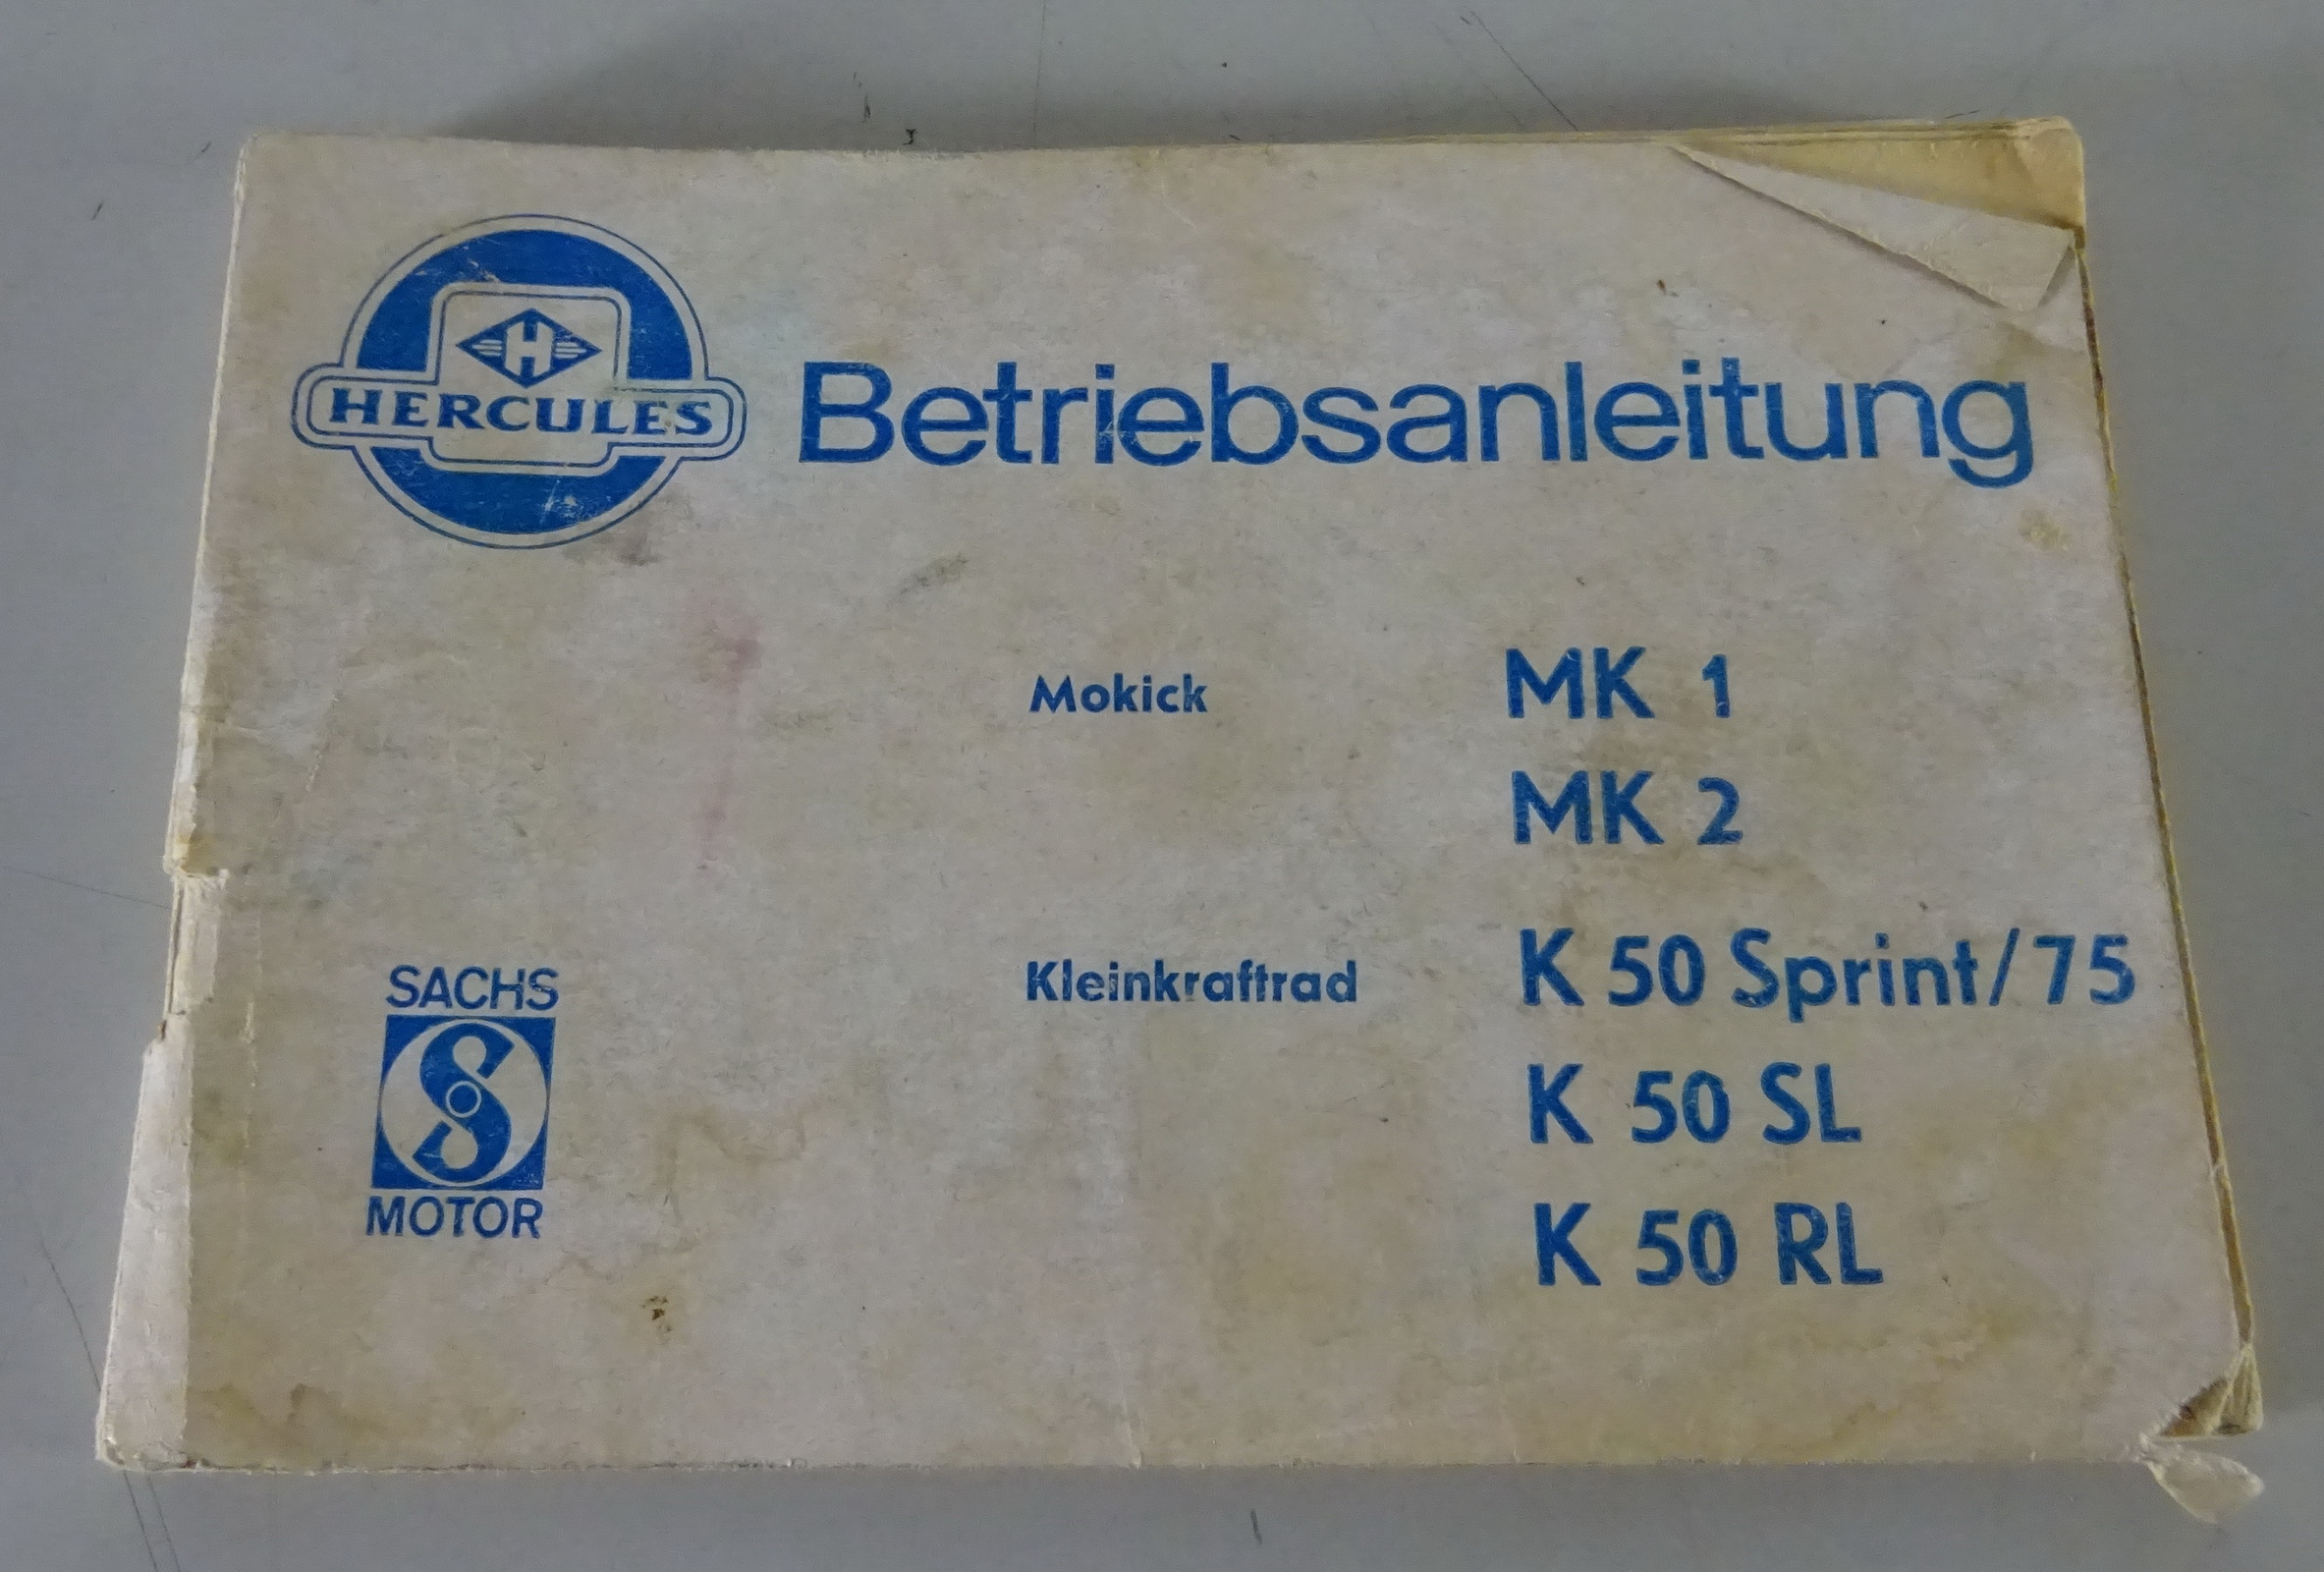 H
HERCULES
Betriebsanleitung
Mokick MK 1
MK 2
Kleinkraftrad K 50 Sprint/75
K 50 SL
K 50 RL
SACHS
S
MOTOR